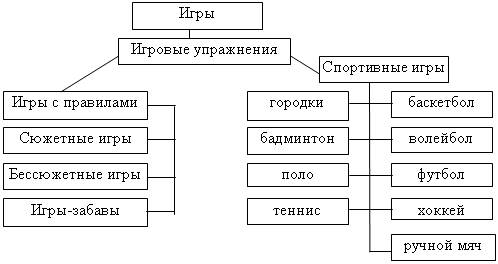 Игры
Игровые упражнения
Спортивные игры
Игры с правилами
Сюжетные игры
Бессюжетные игры
Игры-забавы
городки
баскетбол
бадминтон
волейбол
поло
футбол
теннис
хоккей
ручной мяч